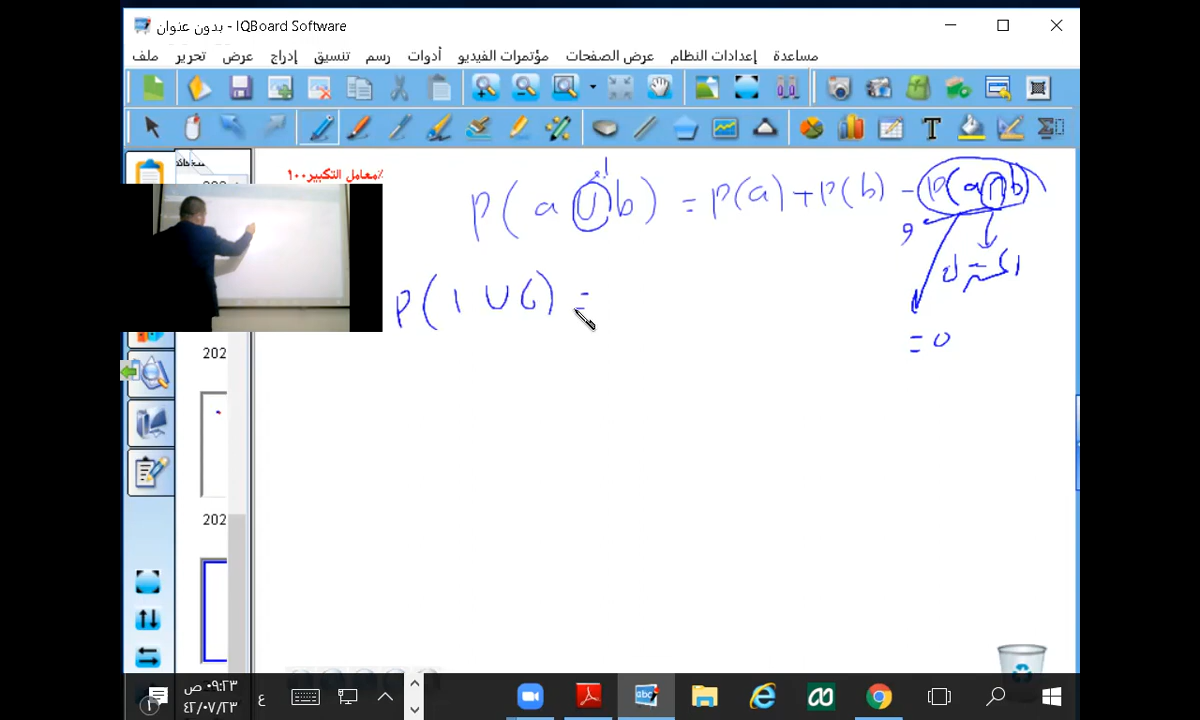 بدون عنوان - IQBoard Software
ملف تحرير عرض إدراج تنسيق رسم أدوات مؤتمرات الفيديو عرض الصفحات إعدادات النظام مساعدة
معامل التكبير١٠٠٪
P(a ∪ b) = P(a) + P(b) - P(a ∩ b)
أ
و
المشترك
P(1 ∪ 6) =
= 0
202
202
٠٩:٢٣ ص
ع
٤٢/٠٧/٢٣